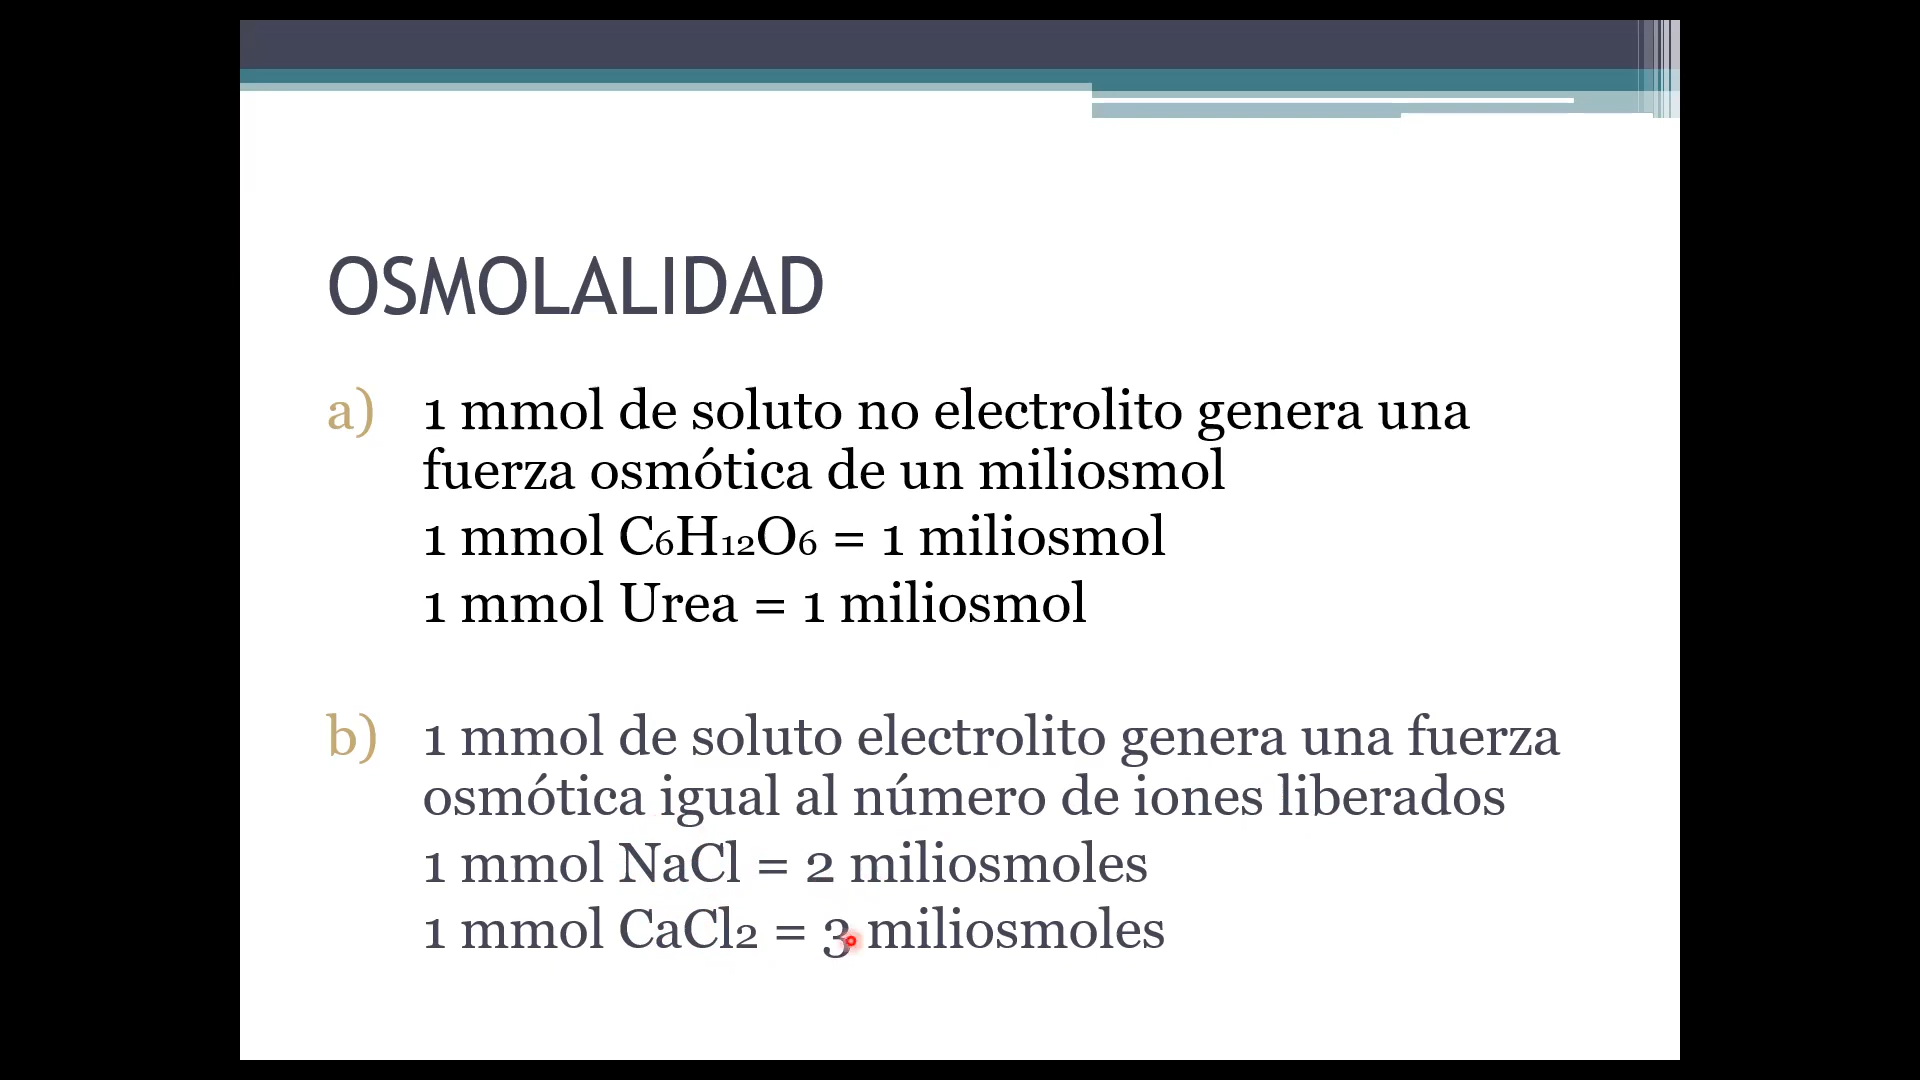 OSMOLALIDAD
a) 1 mmol de soluto no electrolito genera una
fuerza osmótica de un miliosmol
1 mmol C6H12O6 = 1 miliosmol
1 mmol Urea = 1 miliosmol
b) 1 mmol de soluto electrolito genera una fuerza
osmótica igual al número de iones liberados
1 mmol NaCl = 2 miliosmoles
1 mmol CaCl2 = 3 miliosmoles